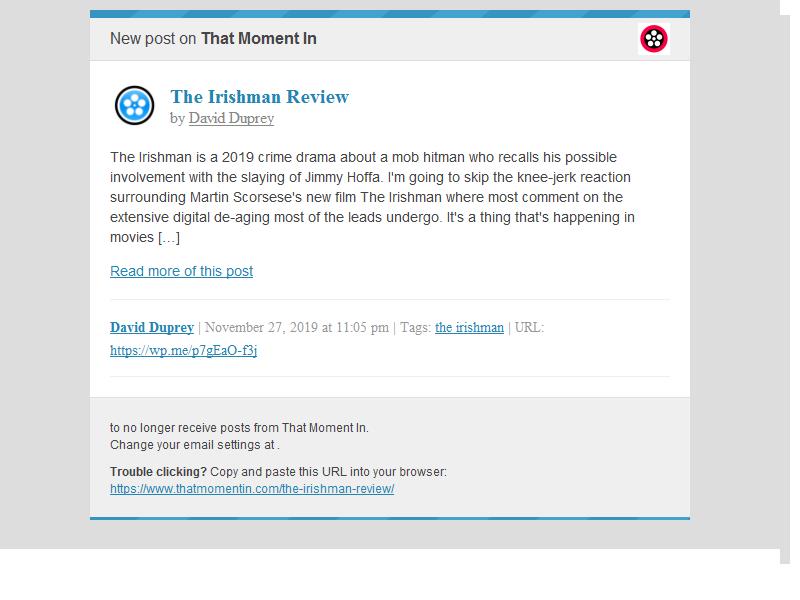 New post on That Moment In
The Irishman Review
by David Duprey
The Irishman is a 2019 crime drama about a mob hitman who recalls his possible
involvement with the slaying of Jimmy Hoffa. I'm going to skip the knee-jerk reaction
surrounding Martin Scorsese's new film The Irishman where most comment on the
extensive digital de-aging most of the leads undergo. It's a thing that's happening in
movies […]
Read more of this post
David Duprey | November 27, 2019 at 11:05 pm | Tags: the irishman | URL:
https://wp.me/p7gEaO-f3j
to no longer receive posts from That Moment In.
Change your email settings at .
Trouble clicking? Copy and paste this URL into your browser:
https://www.thatmomentin.com/the-irishman-review/